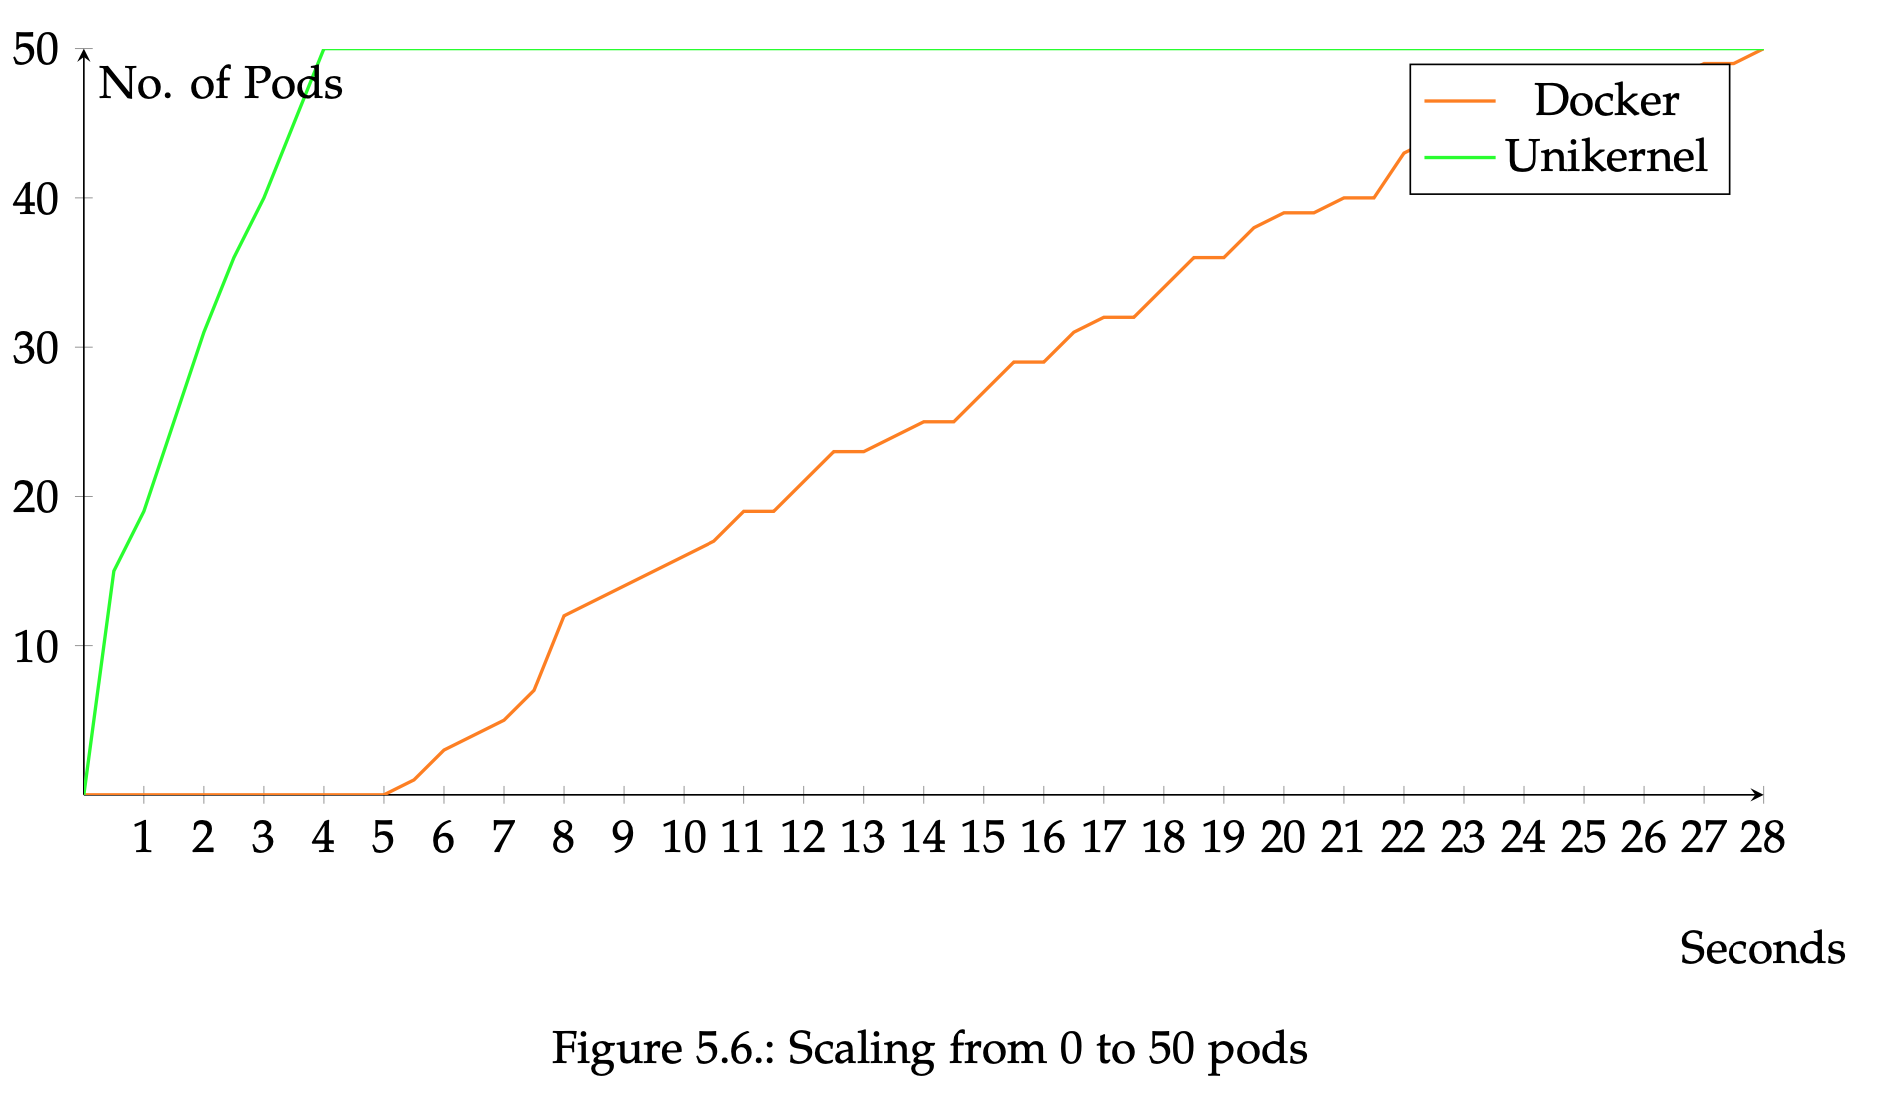 50
No. of Pods
Docker
Unikernel
40
30
20
10
1 2 3 4 5 6 7 8 9 10 11 12 13 14 15 16 17 18 19 20 21 22 23 24 25 26 27 28
Seconds
Figure 5.6.: Scaling from 0 to 50 pods